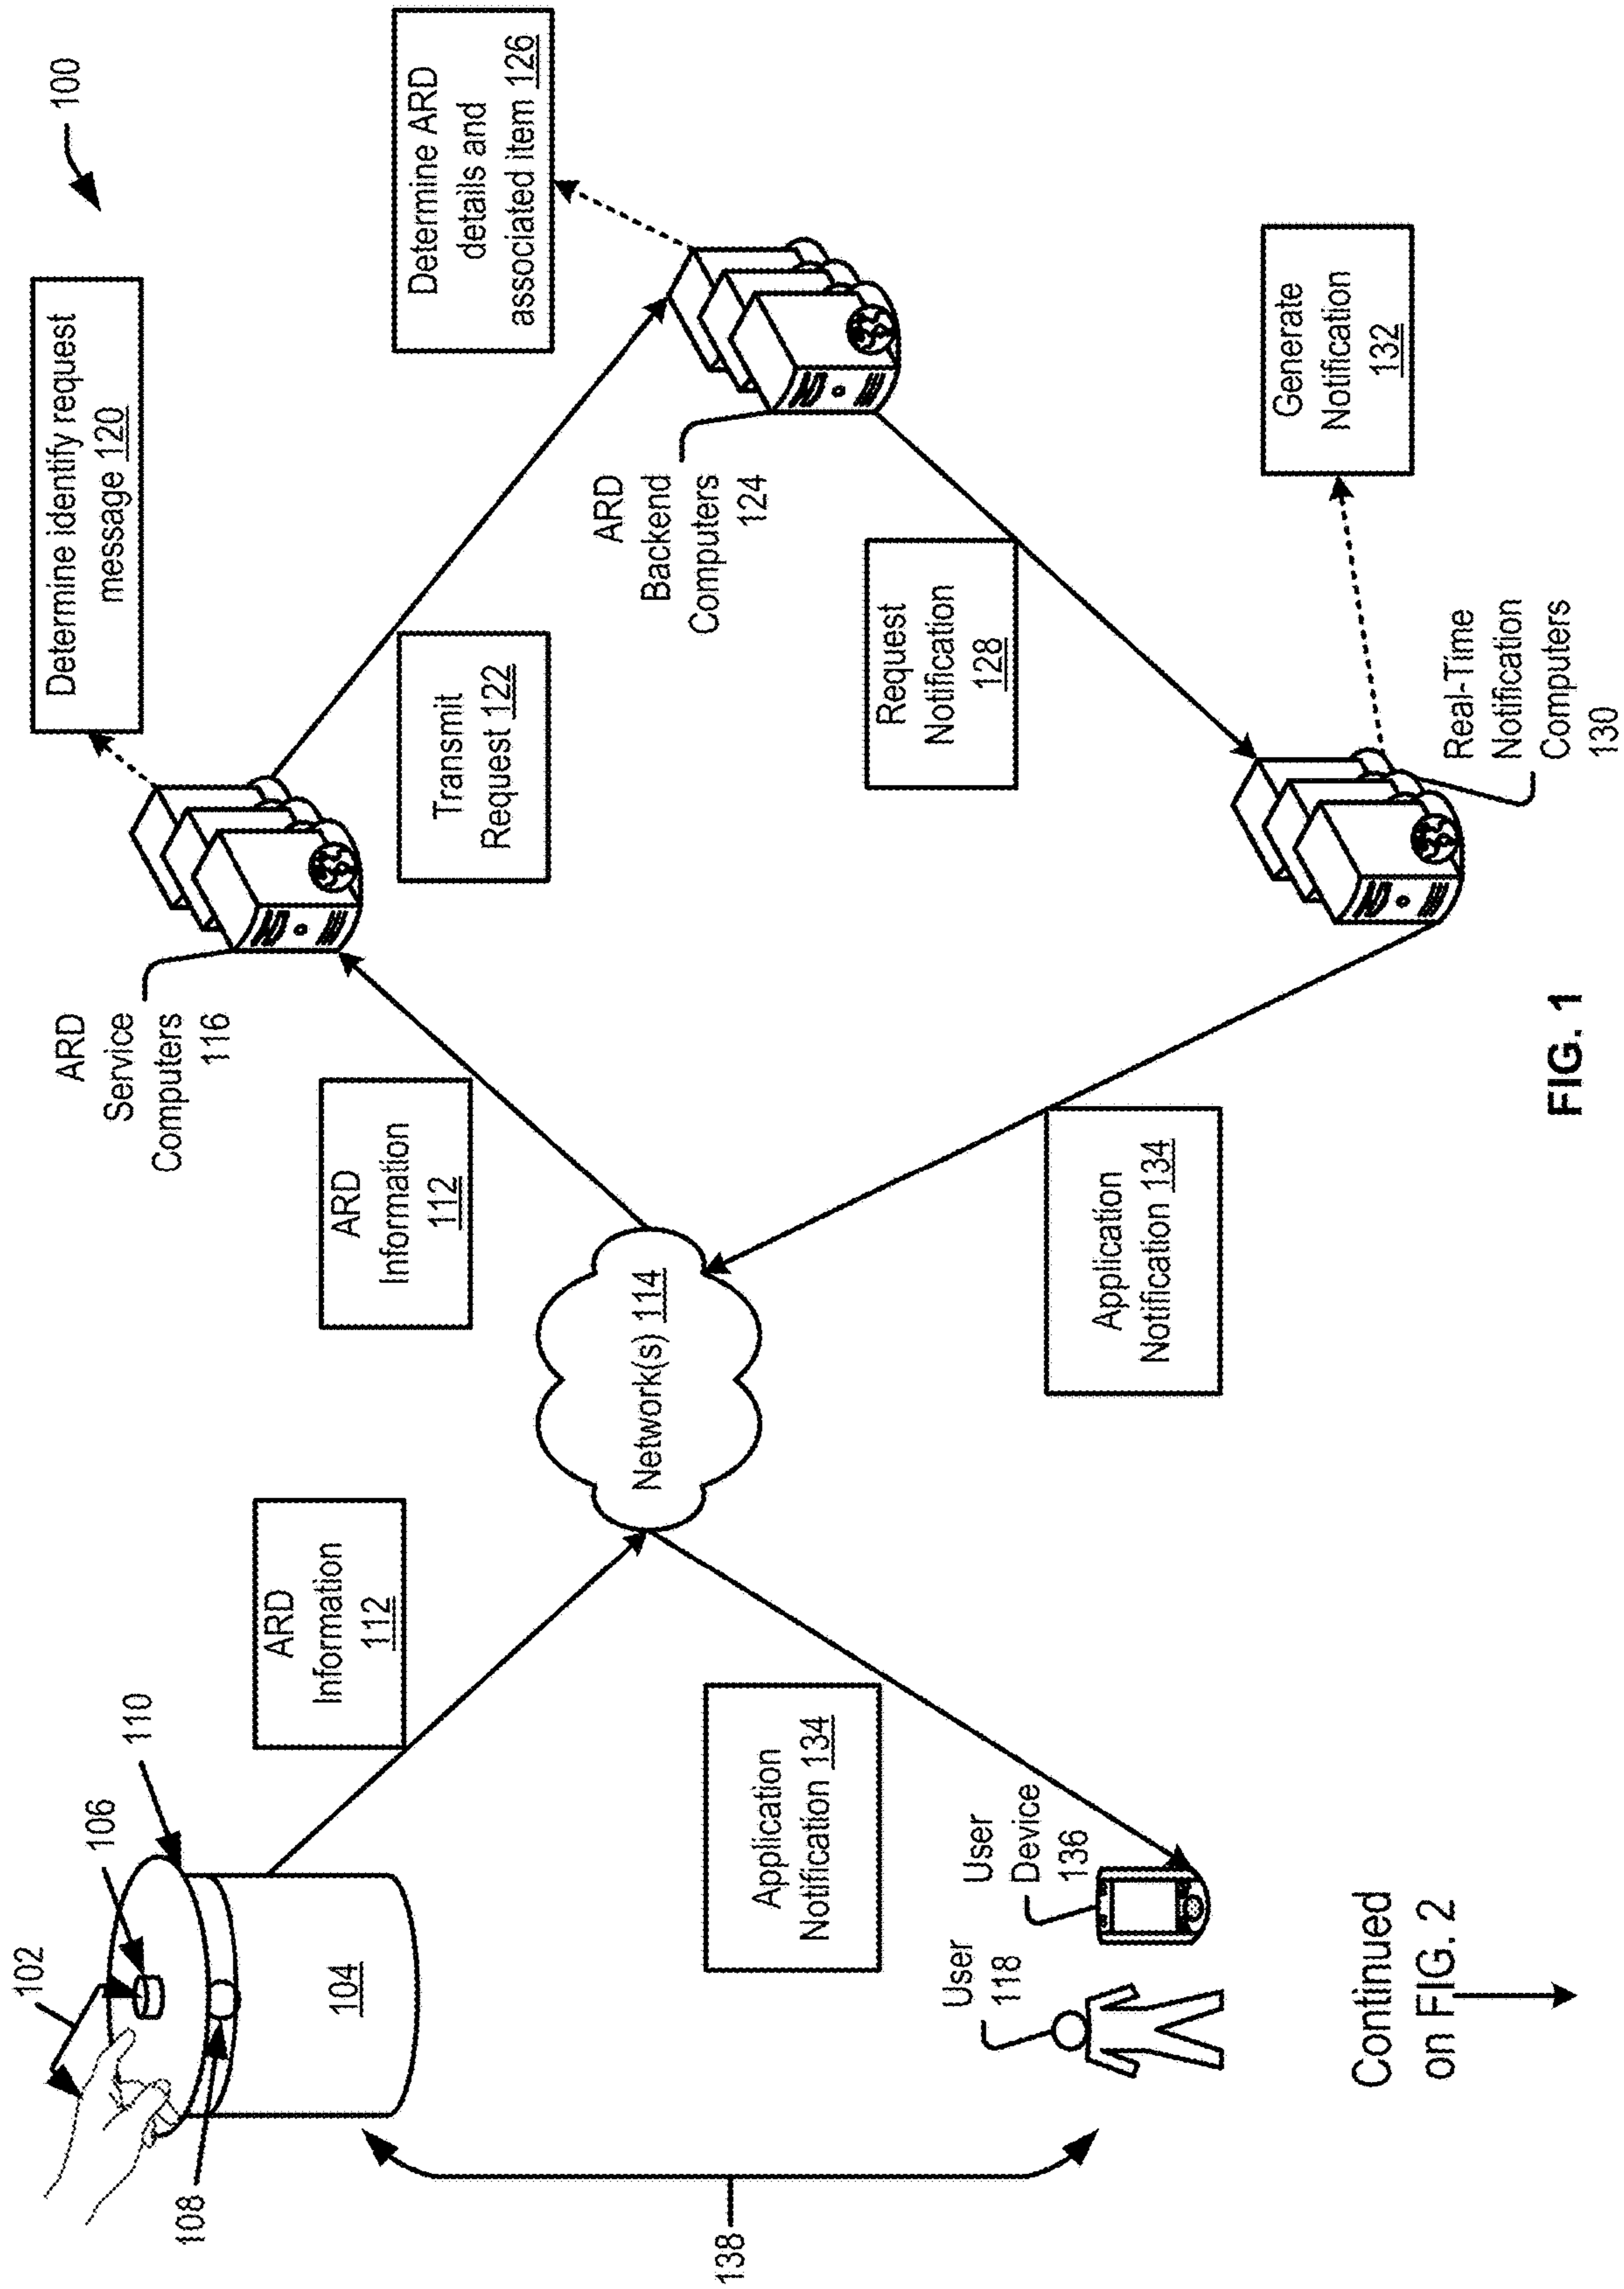 100
102
106
110
108
104
138
ARD
Information
112
Network(s) 114
ARD
Information
112
ARD
Service
Computers
116
Determine identify request
message 120
Transmit
Request 122
ARD
Backend
Computers
124
Determine ARD
details and
associated item 126
Request
Notification
128
Real-Time
Notification
Computers
130
Generate
Notification
132
Application
Notification 134
Application
Notification 134
User
118
User
Device
136
Continued
on FIG. 2
FIG. 1